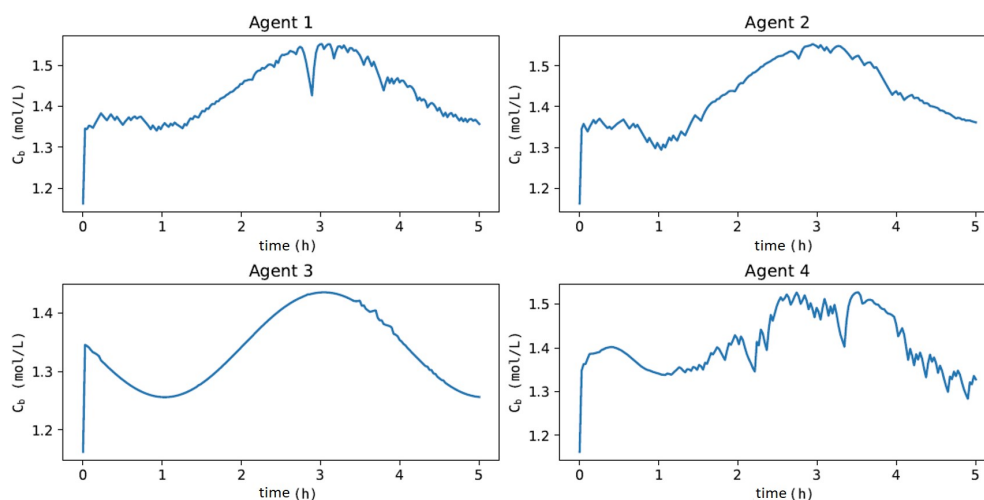 Agent 1
C_b (mol/L)
1.5
1.4
1.3
1.2
0 1 2 3 4 5
time (h)
Agent 2
C_b (mol/L)
1.5
1.4
1.3
1.2
0 1 2 3 4 5
time (h)
Agent 3
C_b (mol/L)
1.4
1.3
1.2
0 1 2 3 4 5
time (h)
Agent 4
C_b (mol/L)
1.5
1.4
1.3
1.2
0 1 2 3 4 5
time (h)